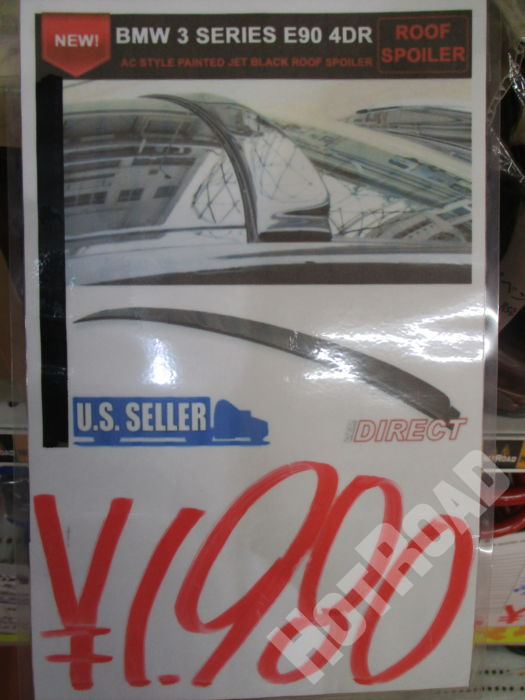 NEW!
BMW 3 SERIES E90 4DR
AC STYLE PAINTED JET BLACK ROOF SPOILER
ROOF
SPOILER
U.S. SELLER
DIRECT
¥1,980
HOTROAD